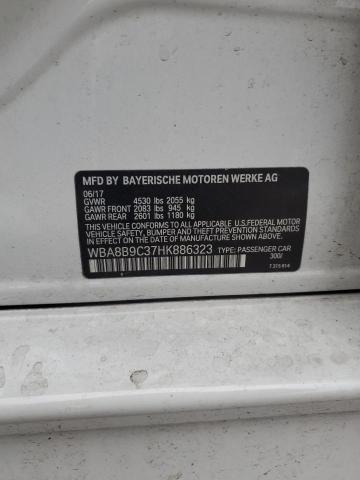 MFD BY BAYERISCHE MOTOREN WERKE AG
06/17
GVWR 4530 lbs 2055 kg
GAWR FRONT 2083 lbs 945 kg
GAWR REAR 2601 lbs 1180 kg
THIS VEHICLE CONFORMS TO ALL APPLICABLE U.S. FEDERAL MOTOR
VEHICLE SAFETY, BUMPER, AND THEFT PREVENTION STANDARDS
IN EFFECT ON THE DATE OF MANUFACTURE SHOWN ABOVE.
WBA8B9C37HK886323 TYPE: PASSENGER CAR
300/